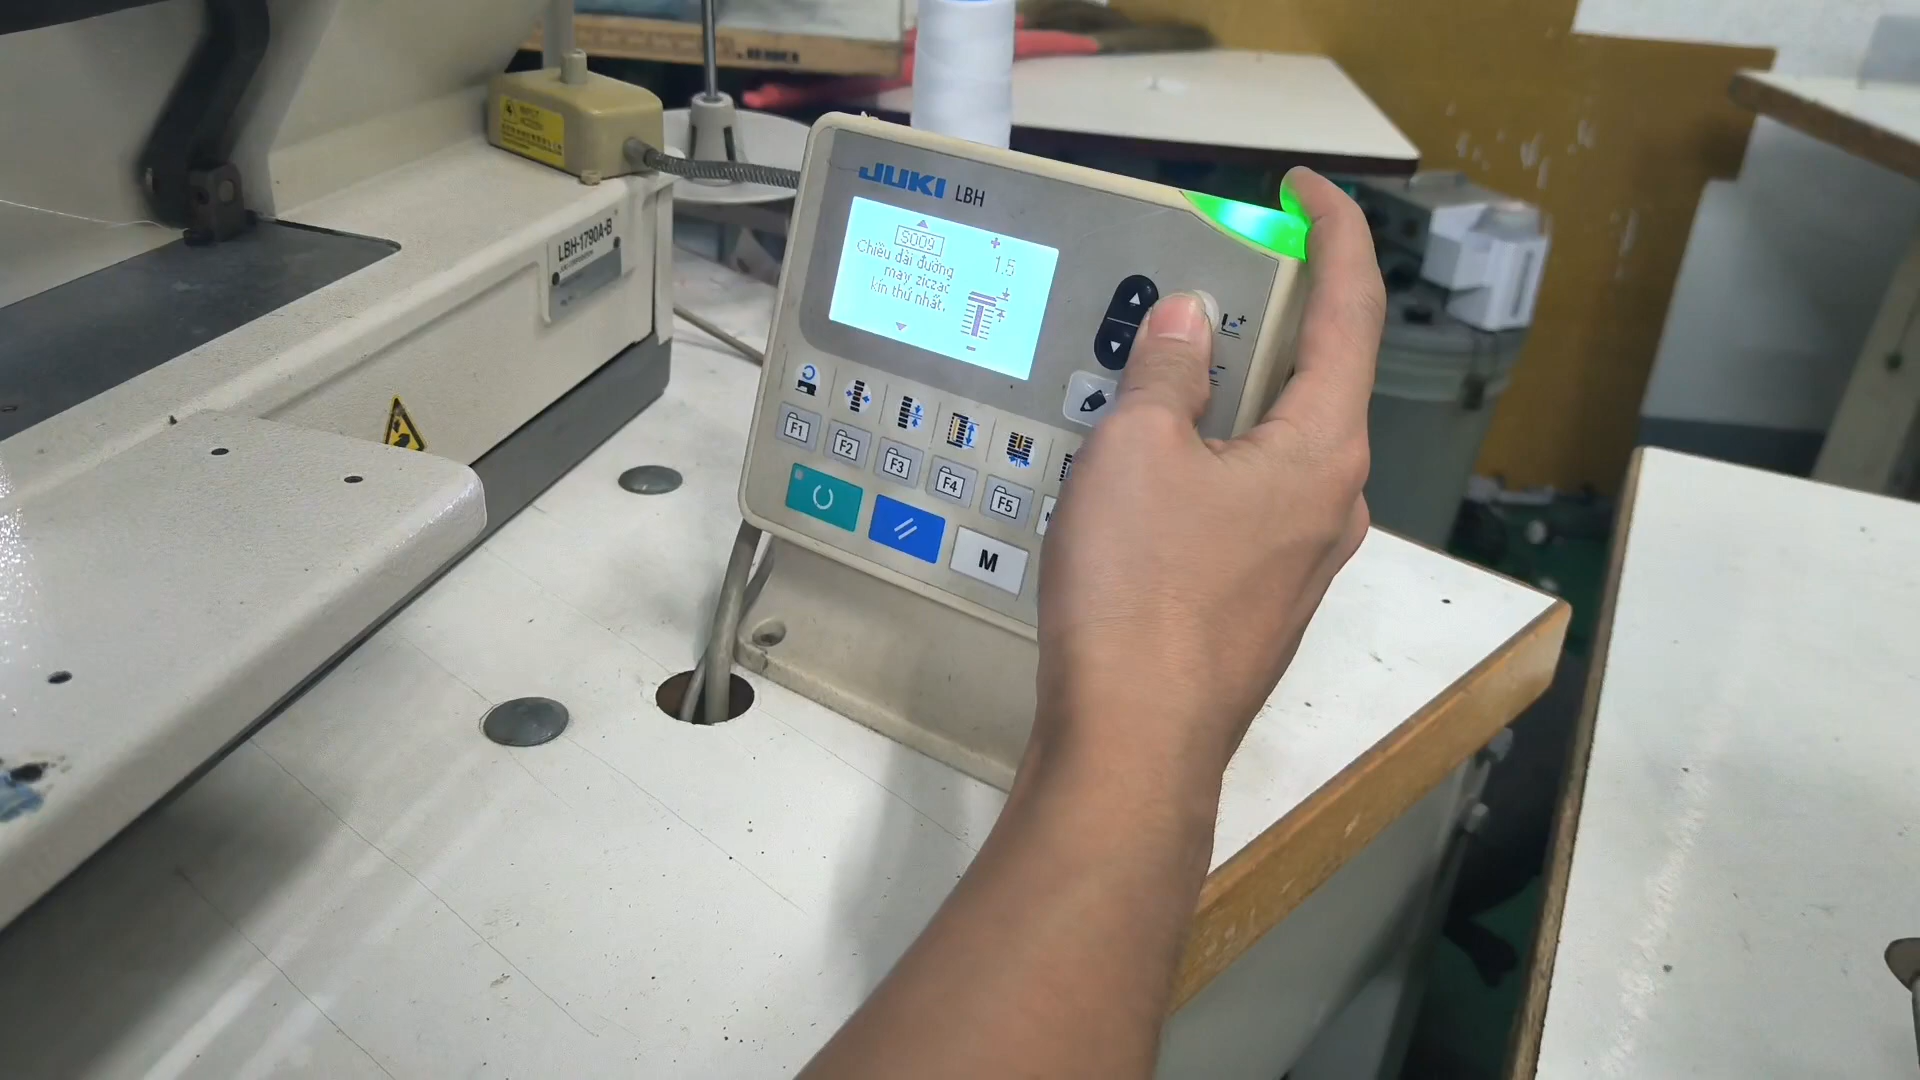 JUKI LBH
S009
1.5
Chiều dài đường
may ziczac
kín thứ nhất.
LBH-1790A-B
F1
F2
F3
F4
F5
M